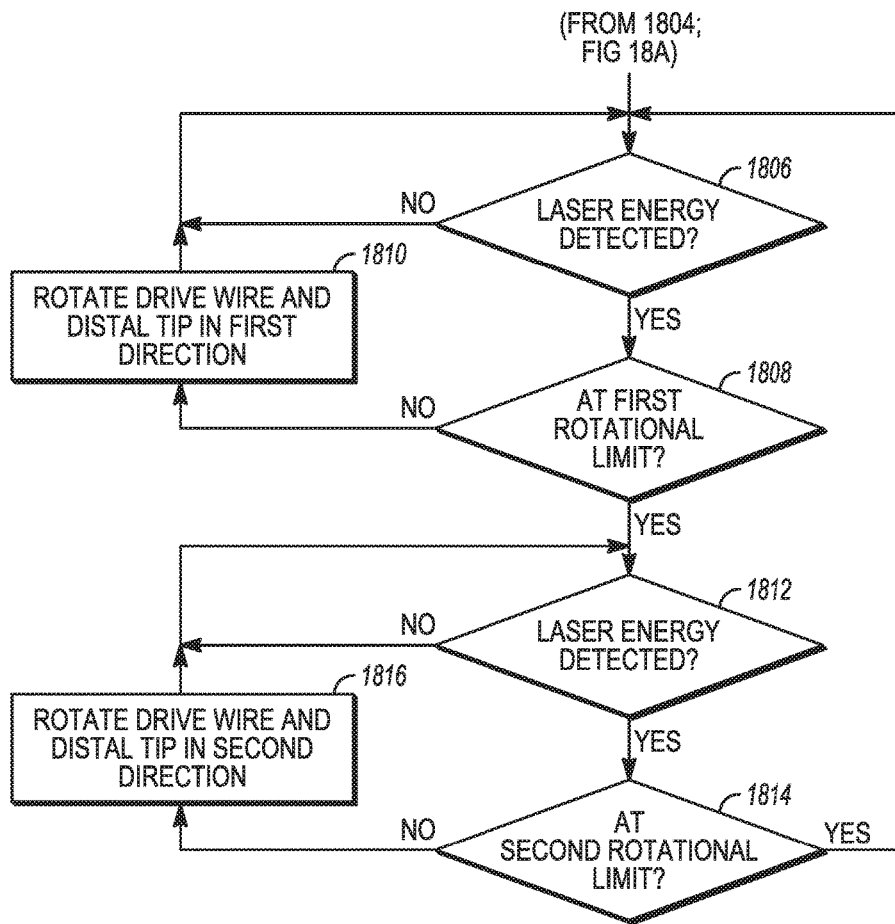 (FROM 1804;
FIG 18A)
1806
NO
LASER ENERGY
DETECTED?
1810
ROTATE DRIVE WIRE AND
DISTAL TIP IN FIRST
DIRECTION
YES
1808
NO
AT FIRST
ROTATIONAL
LIMIT?
YES
1812
NO
LASER ENERGY
DETECTED?
1816
ROTATE DRIVE WIRE AND
DISTAL TIP IN SECOND
DIRECTION
YES
1814
NO
AT
SECOND ROTATIONAL
LIMIT?
YES